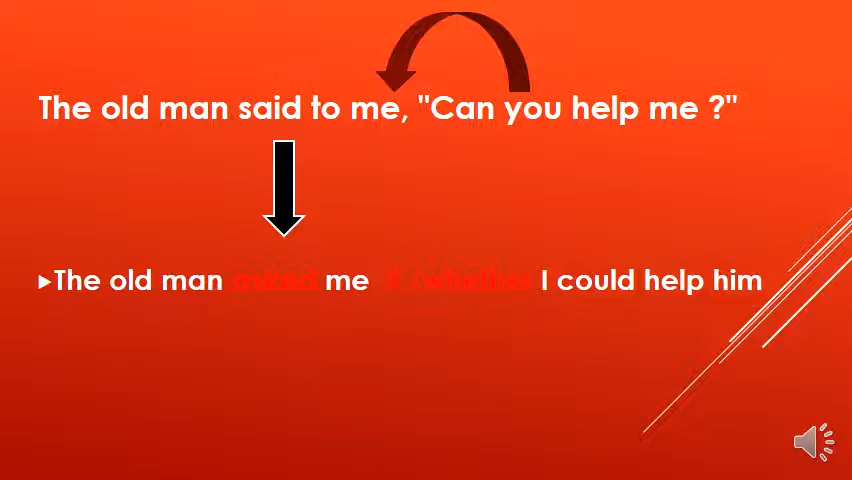 The old man said to me, "Can you help me ?"
The old man asked me if /whether I could help him